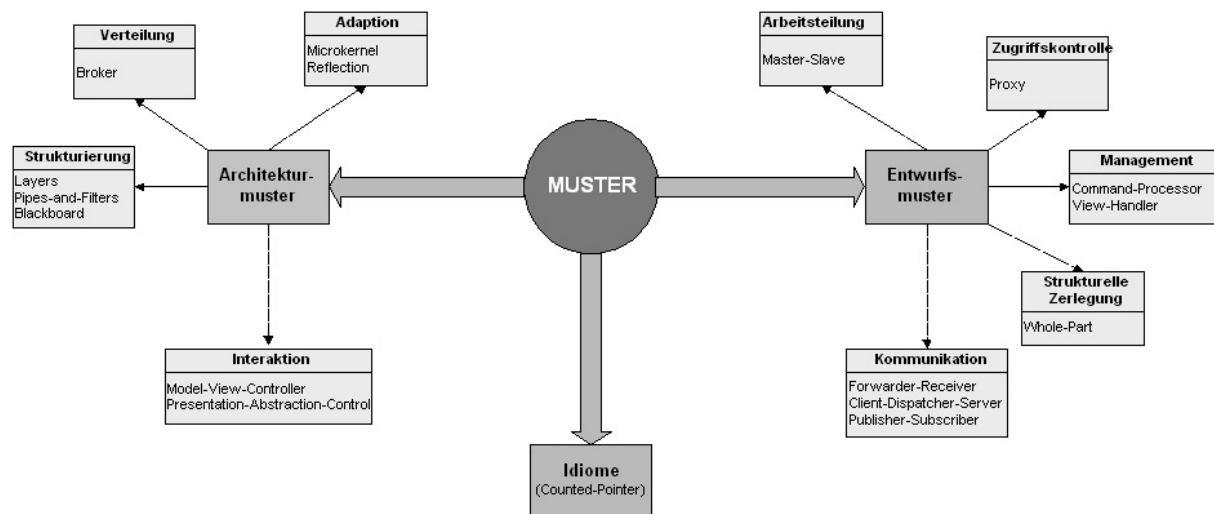 Verteilung
Broker
Adaption
Microkernel
Reflection
Strukturierung
Layers
Pipes-and-Filters
Blackboard
Architektur-
muster
Interaktion
Model-View-Controller
Presentation-Abstraction-Control
MUSTER
Idiome
(Counted-Pointer)
Arbeitsteilung
Master-Slave
Zugriffskontrolle
Proxy
Entwurfs-
muster
Management
Command-Processor
View-Handler
Strukturelle
Zerlegung
Whole-Part
Kommunikation
Forwarder-Receiver
Client-Dispatcher-Server
Publisher-Subscriber